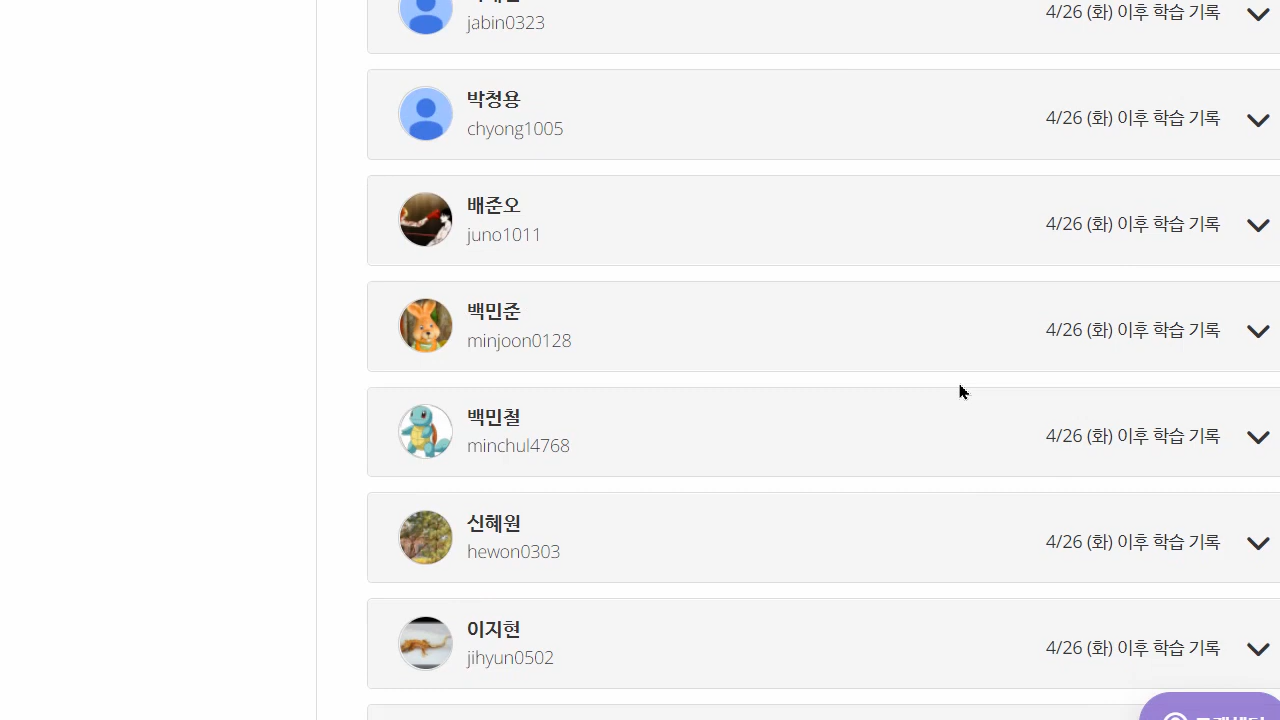 jabin0323
4/26 (화) 이후 학습 기록
박청용
chyong1005
4/26 (화) 이후 학습 기록
배준오
juno1011
4/26 (화) 이후 학습 기록
백민준
minjoon0128
4/26 (화) 이후 학습 기록
백민철
minchul4768
4/26 (화) 이후 학습 기록
신혜원
hewon0303
4/26 (화) 이후 학습 기록
이지현
jihyun0502
4/26 (화) 이후 학습 기록